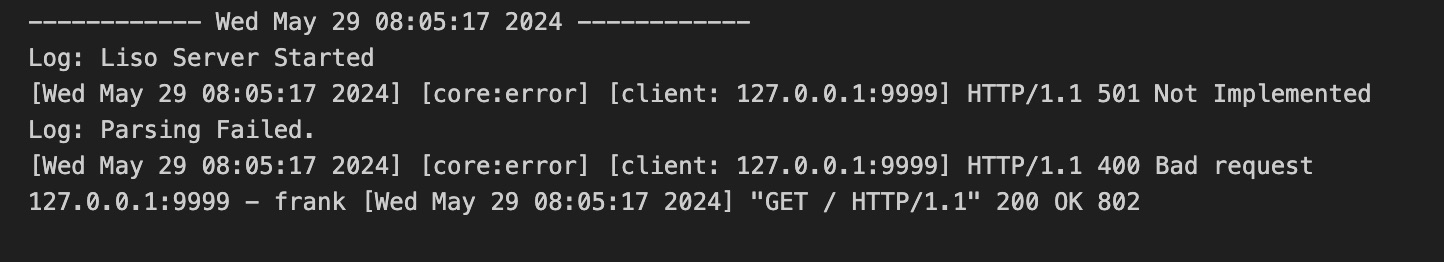 ------------ Wed May 29 08:05:17 2024 ------------
Log: Liso Server Started
[Wed May 29 08:05:17 2024] [core:error] [client: 127.0.0.1:9999] HTTP/1.1 501 Not Implemented
Log: Parsing Failed.
[Wed May 29 08:05:17 2024] [core:error] [client: 127.0.0.1:9999] HTTP/1.1 400 Bad request
127.0.0.1:9999 - frank [Wed May 29 08:05:17 2024] "GET / HTTP/1.1" 200 OK 802